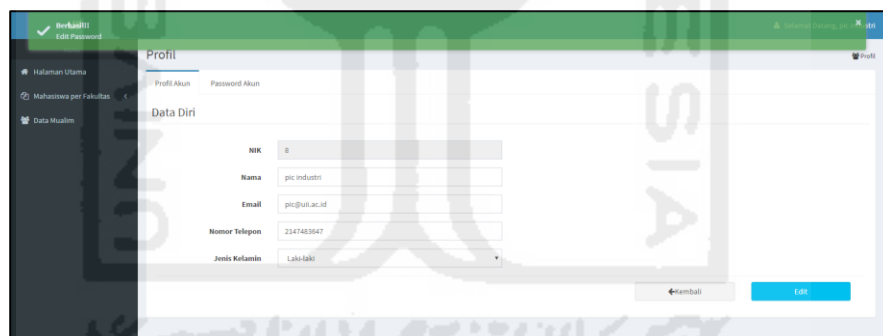 Berhasil!!
Edit Password
Selamat Datang, pic industri
Profil
Profil
Halaman Utama
Mahasiswa per Fakultas
Data Mualim
Profil Akun
Password Akun
Data Diri
NIK
8
Nama
pic industri
Email
pic@uii.ac.id
Nomor Telepon
2147483647
Jenis Kelamin
Laki-laki
Kembali
Edit